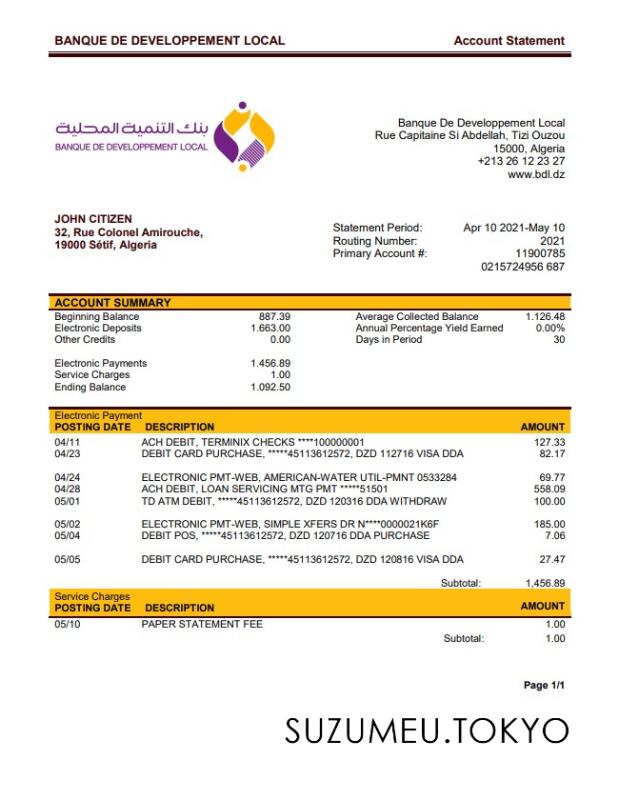 BANQUE DE DEVELOPPEMENT LOCAL Account Statement
بنك التنمية المحلية
BANQUE DE DEVELOPPEMENT LOCAL
Banque De Developpement Local
Rue Capitaine Si Abdellah, Tizi Ouzou
15000, Algeria
+213 26 12 23 27
www.bdl.dz
JOHN CITIZEN
32, Rue Colonel Amirouche,
19000 Sétif, Algeria
Statement Period: Apr 10 2021-May 10
Routing Number: 2021
Primary Account #: 11900785
0215724956 687
ACCOUNT SUMMARY
Beginning Balance 887.39 Average Collected Balance 1.126.48
Electronic Deposits 1.663.00 Annual Percentage Yield Earned 0.00%
Other Credits 0.00 Days in Period 30
Electronic Payments 1.456.89
Service Charges 1.00
Ending Balance 1.092.50
Electronic Payment
POSTING DATE DESCRIPTION AMOUNT
04/11 ACH DEBIT, TERMINIX CHECKS ****100000001 127.33
04/23 DEBIT CARD PURCHASE, *****45113612572, DZD 112716 VISA DDA 82.17
04/24 ELECTRONIC PMT-WEB, AMERICAN-WATER UTIL-PMNT 0533284 69.77
04/28 ACH DEBIT, LOAN SERVICING MTG PMT *****51501 558.09
05/01 TD ATM DEBIT, *****45113612572, DZD 120316 DDA WITHDRAW 100.00
05/02 ELECTRONIC PMT-WEB, SIMPLE XFERS DR N****0000021K6F 185.00
05/04 DEBIT POS, *****45113612572, DZD 120716 DDA PURCHASE 7.06
05/05 DEBIT CARD PURCHASE, *****45113612572, DZD 120816 VISA DDA 27.47
Subtotal: 1,456.89
Service Charges
POSTING DATE DESCRIPTION AMOUNT
05/10 PAPER STATEMENT FEE 1.00
Subtotal: 1.00
Page 1/1
SUZUMEU.TOKYO